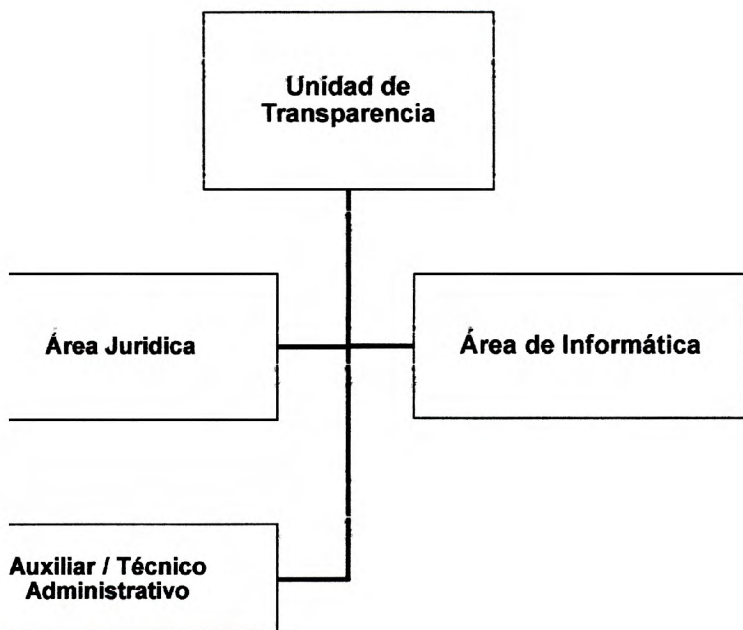 Unidad de
Transparencia
Área Juridica
Área de Informática
Auxiliar / Técnico
Administrativo